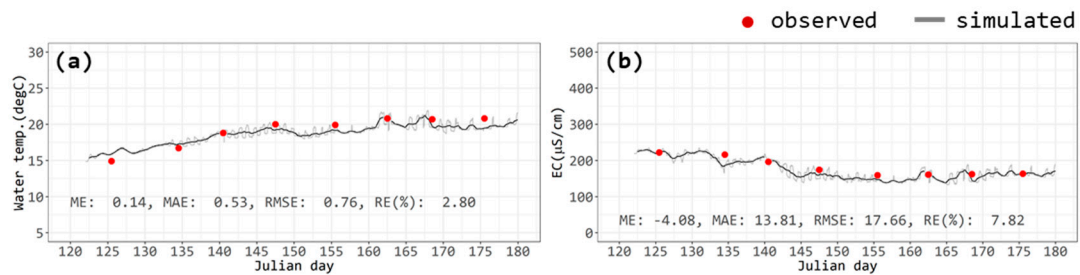 observed simulated
(a)
30
25
20
15
10
5
Water temp.(degC)
ME: 0.14, MAE: 0.53, RMSE: 0.76, RE(%): 2.80
120 125 130 135 140 145 150 155 160 165 170 175 180
Julian day
(b)
500
400
300
200
100
0
EC(μS/cm)
ME: -4.08, MAE: 13.81, RMSE: 17.66, RE(%): 7.82
120 125 130 135 140 145 150 155 160 165 170 175 180
Julian day